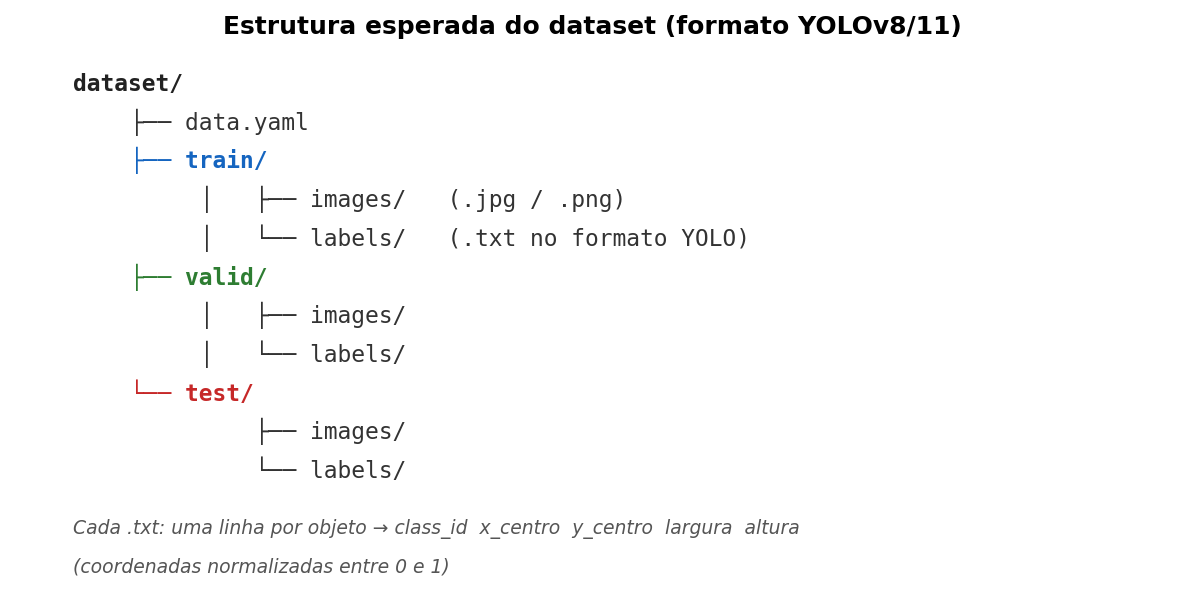 Estrutura esperada do dataset (formato YOLOv8/11)
dataset/
├── data.yaml
├── train/
│   ├── images/   (.jpg / .png)
│   └── labels/   (.txt no formato YOLO)
├── valid/
│   ├── images/
│   └── labels/
└── test/
├── images/
└── labels/
Cada .txt: uma linha por objeto → class_id  x_centro  y_centro  largura  altura
(coordenadas normalizadas entre 0 e 1)